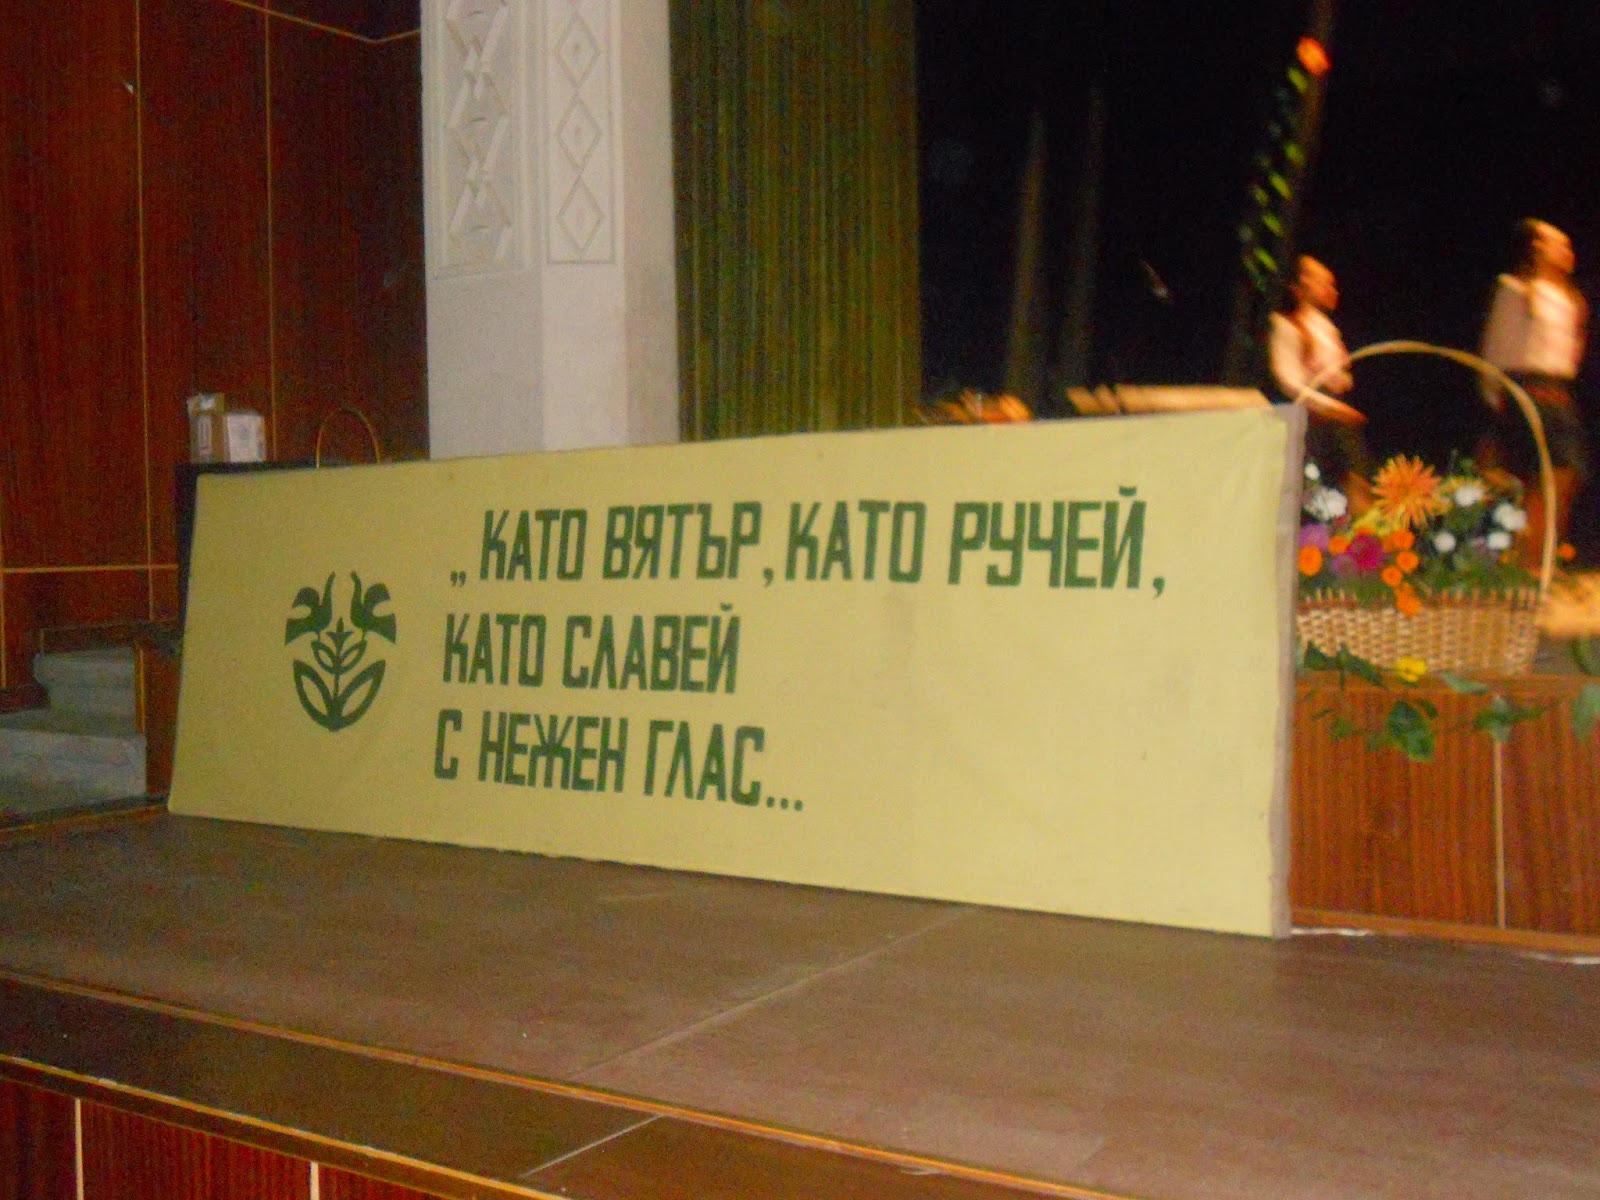 „КАТО ВЯТЪР, КАТО РУЧЕЙ,
КАТО СЛАВЕЙ
С НЕЖЕН ГЛАС...